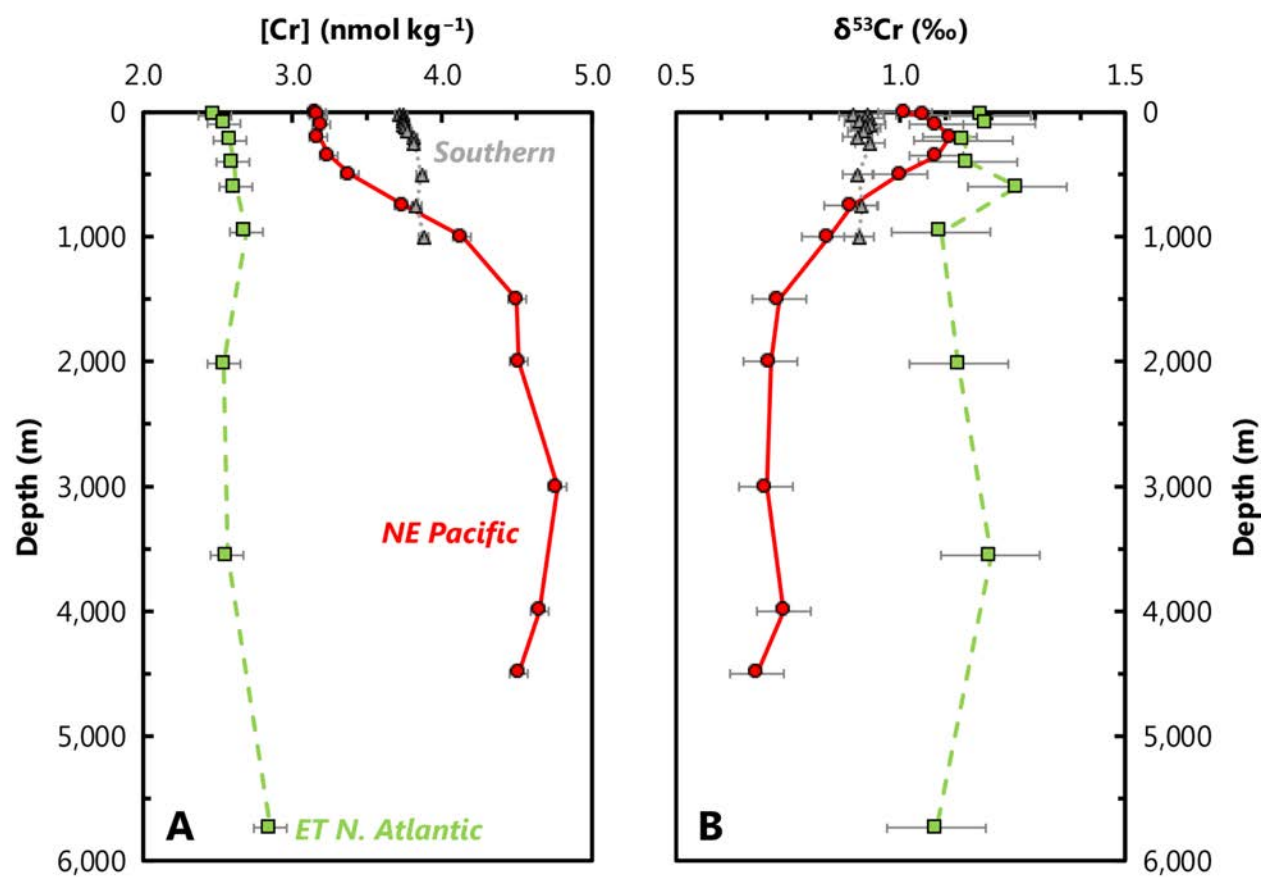 [Cr] (nmol kg⁻¹)
δ⁵³Cr (‰)
2.0 3.0 4.0 5.0
0.5 1.0 1.5
0
1,000
2,000
3,000
4,000
5,000
6,000
Depth (m)
Southern
NE Pacific
ET N. Atlantic
A
B
0
1,000
2,000
3,000
4,000
5,000
6,000
Depth (m)